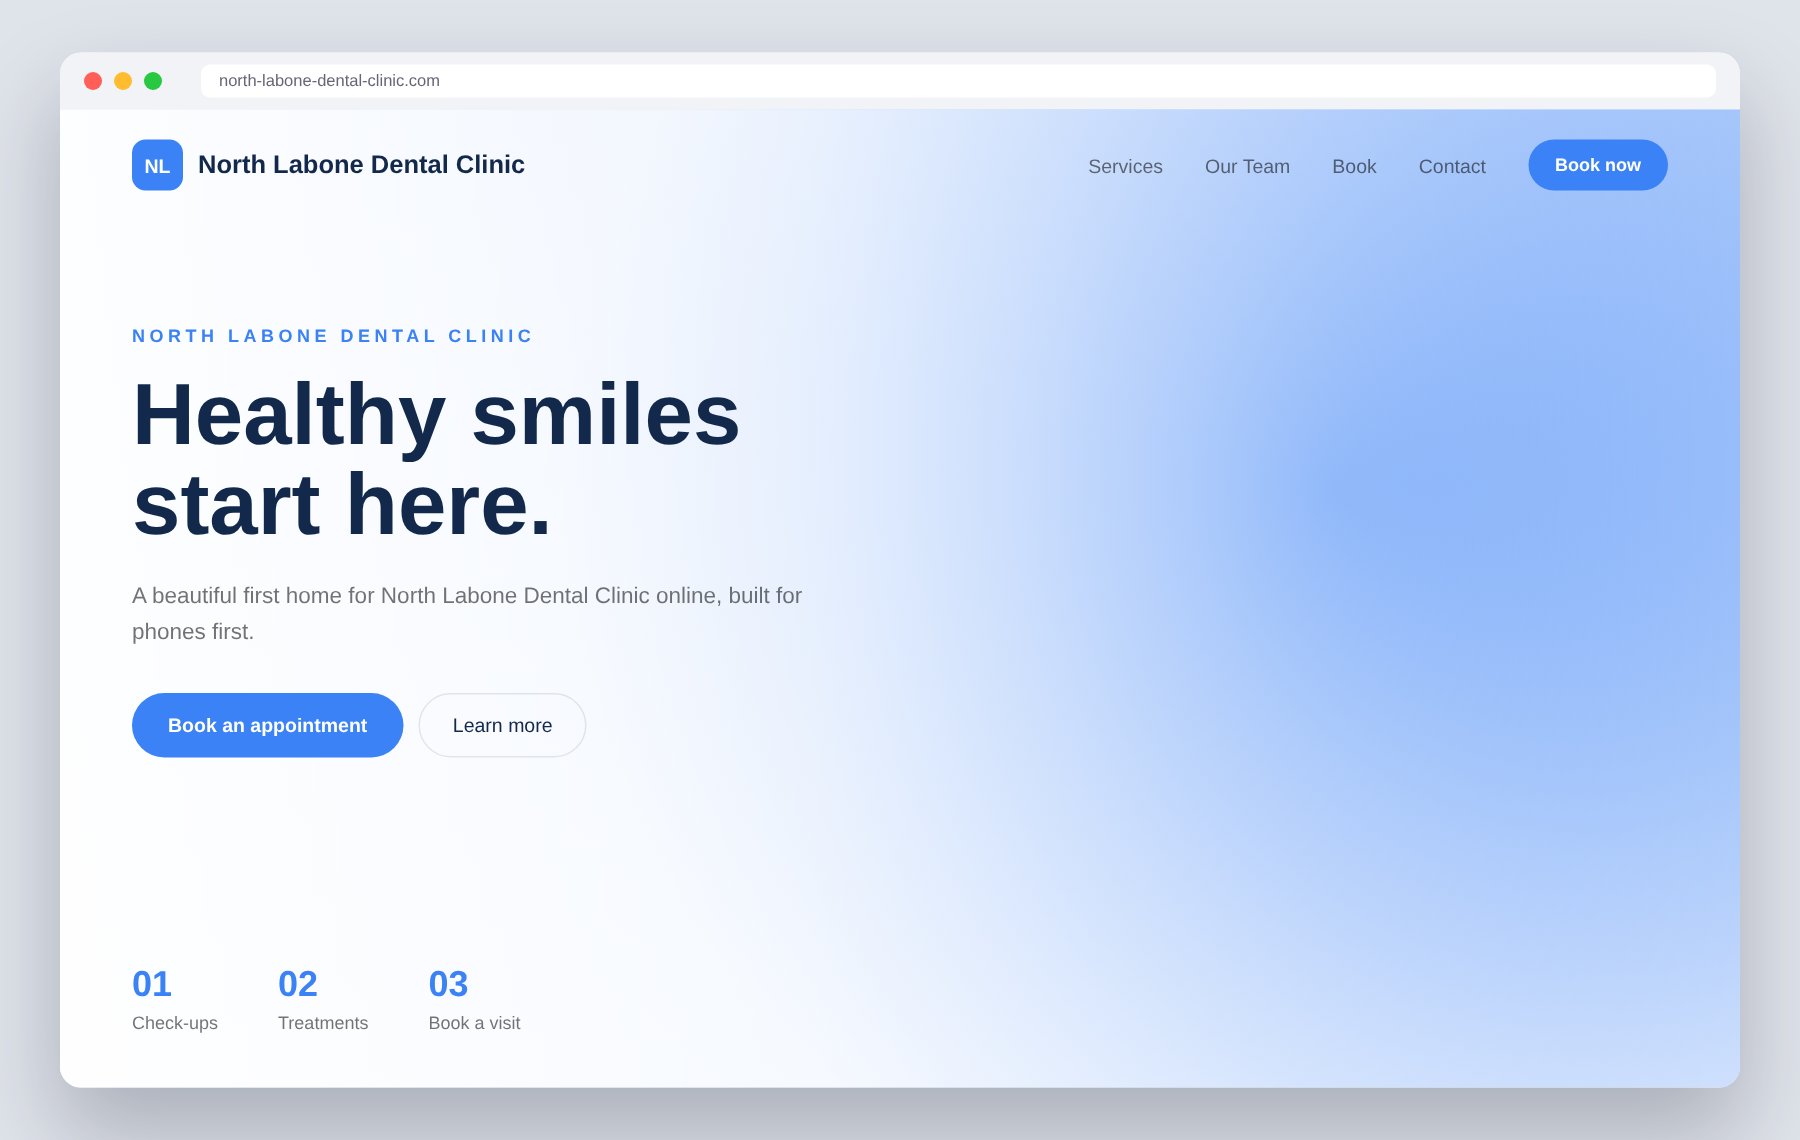 north-labone-dental-clinic.com
NL
North Labone Dental Clinic
Services
Our Team
Book
Contact
Book now
NORTH LABONE DENTAL CLINIC
Healthy smiles
start here.
A beautiful first home for North Labone Dental Clinic online, built for
phones first.
Book an appointment
Learn more
01
02
03
Check-ups
Treatments
Book a visit